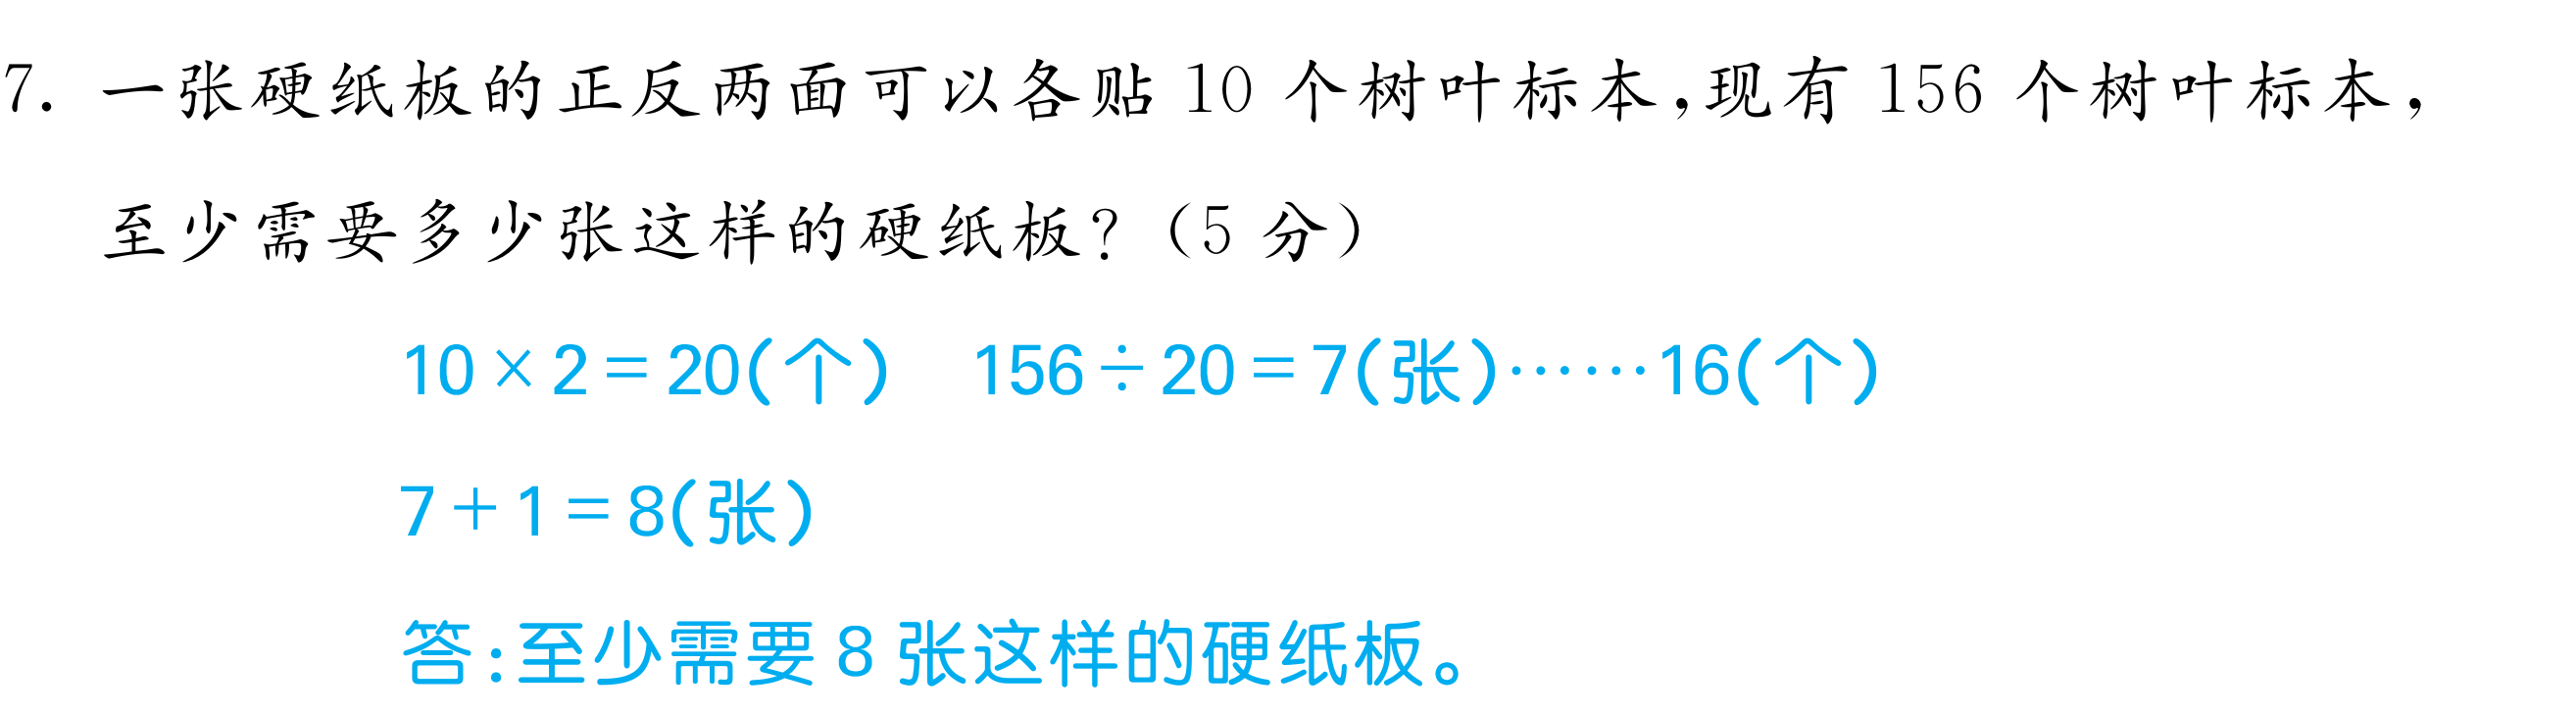 7. 一张硬纸板的正反两面可以各贴 10 个树叶标本,现有 156 个树叶标本,
至少需要多少张这样的硬纸板?(5 分)
10×2=20(个) 156÷20=7(张)……16(个)
7+1=8(张)
答:至少需要 8 张这样的硬纸板。